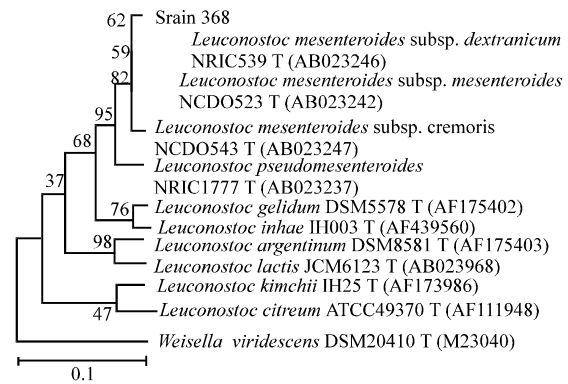 62 Srain 368
59 Leuconostoc mesenteroides subsp. dextranicum
NRIC539 T (AB023246)
82 Leuconostoc mesenteroides subsp. mesenteroides
NCDO523 T (AB023242)
95
Leuconostoc mesenteroides subsp. cremoris
68 NCDO543 T (AB023247)
Leuconostoc pseudomesenteroides
37 NRIC1777 T (AB023237)
76 Leuconostoc gelidum DSM5578 T (AF175402)
Leuconostoc inhae IH003 T (AF439560)
98 Leuconostoc argentinum DSM8581 T (AF175403)
Leuconostoc lactis JCM6123 T (AB023968)
Leuconostoc kimchii IH25 T (AF173986)
47 Leuconostoc citreum ATCC49370 T (AF111948)
Weisella viridescens DSM20410 T (M23040)
0.1